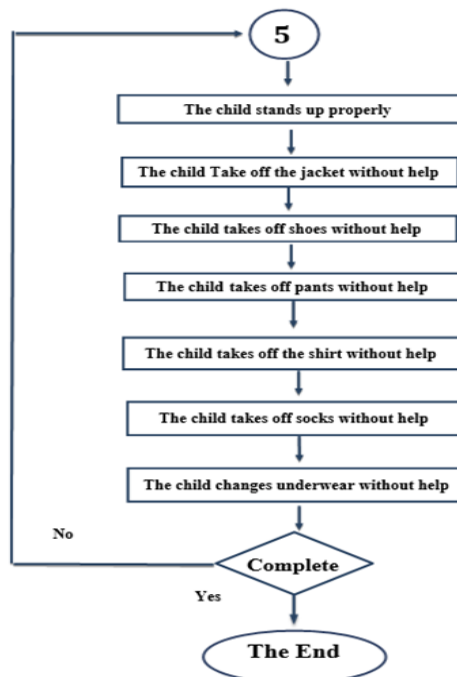 5
The child stands up properly
The child Take off the jacket without help
The child takes off shoes without help
The child takes off pants without help
The child takes off the shirt without help
The child takes off socks without help
The child changes underwear without help
No
Complete
Yes
The End